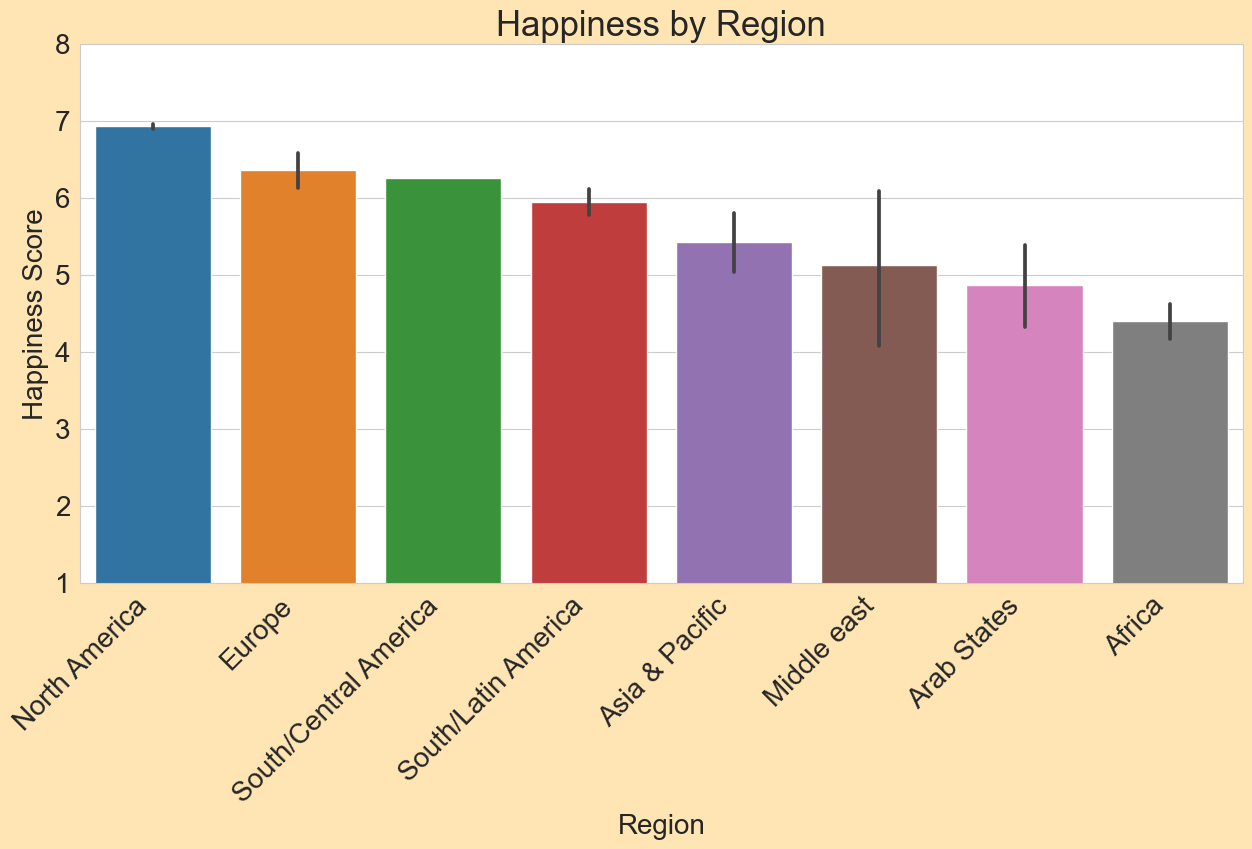 Happiness by Region
Happiness Score
8
7
6
5
4
3
2
1
North America
Europe
South/Central America
South/Latin America
Asia & Pacific
Middle east
Arab States
Africa
Region